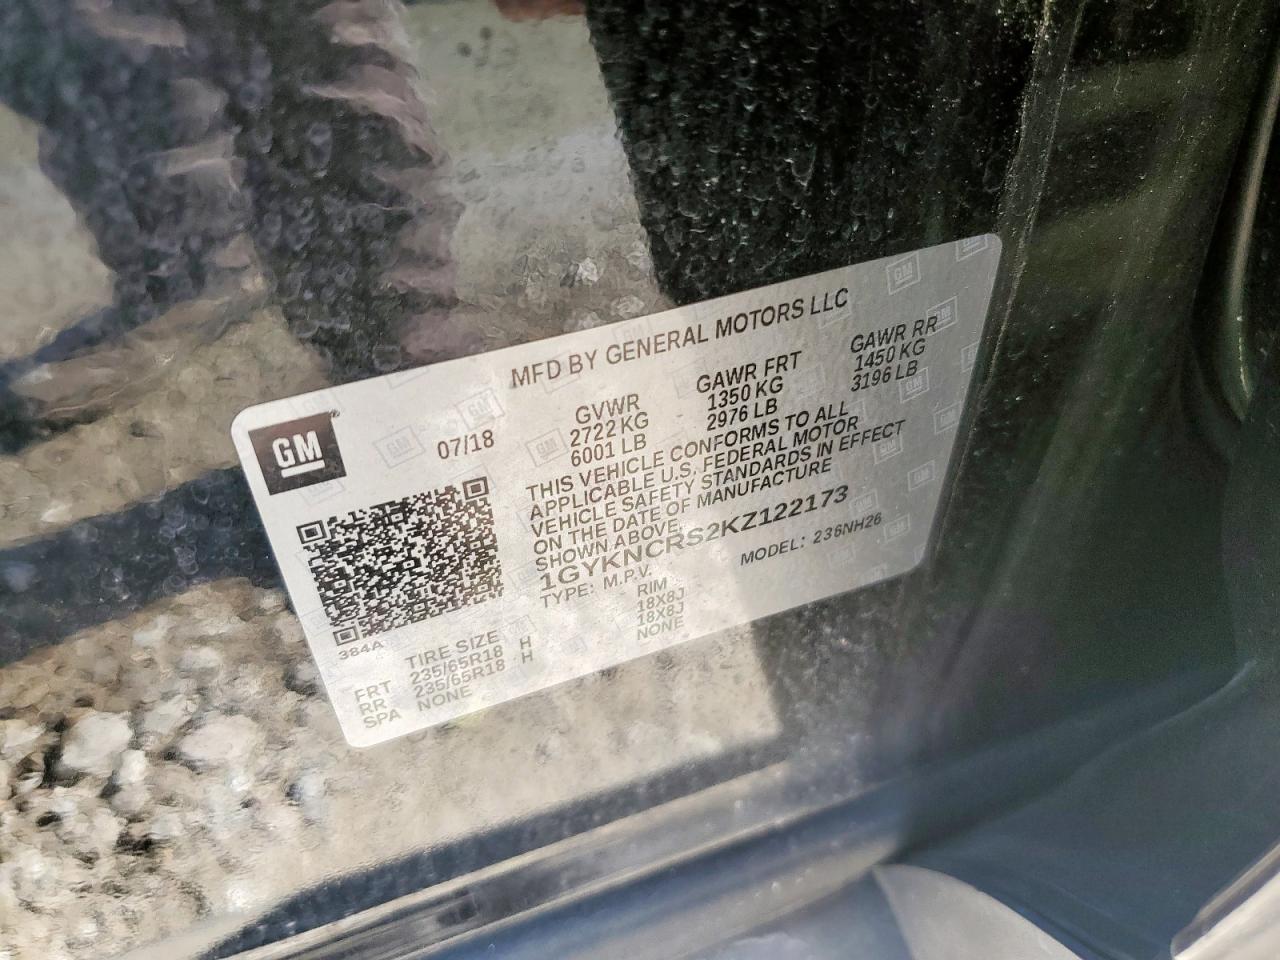 MFD BY GENERAL MOTORS LLC
GM
07/18
GVWR
2722 KG
6001 LB
GAWR FRT
1350 KG
2976 LB
GAWR RR
1450 KG
3196 LB
THIS VEHICLE CONFORMS TO ALL
APPLICABLE U.S. FEDERAL MOTOR
VEHICLE SAFETY STANDARDS IN EFFECT
ON THE DATE OF MANUFACTURE
SHOWN ABOVE.
1GYKNCRS2KZ122173
TYPE: M.P.V. MODEL: 236NH26
384A
TIRE SIZE RIM
FRT 235/65R18 H 18X8J
RR 235/65R18 H 18X8J
SPA NONE NONE